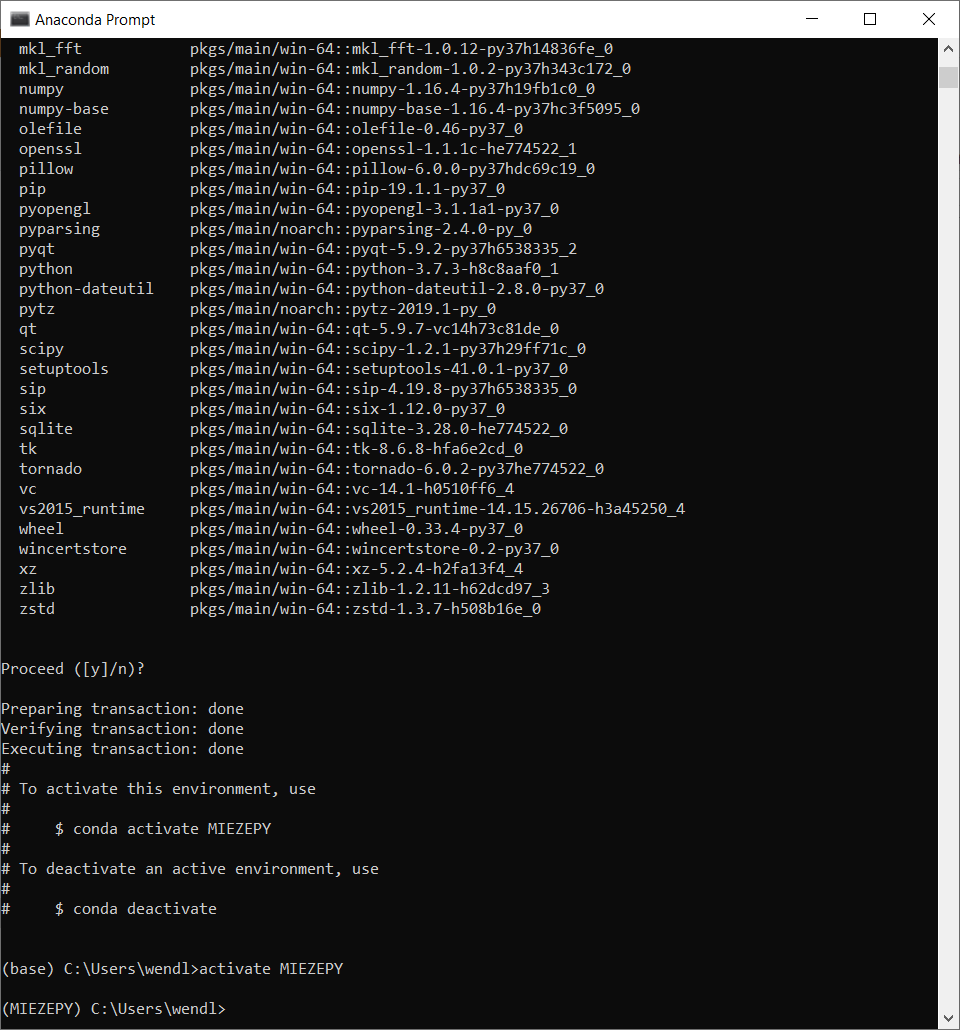 Anaconda Prompt
mkl_fft pkgs/main/win-64::mkl_fft-1.0.12-py37h14836fe_0
mkl_random pkgs/main/win-64::mkl_random-1.0.2-py37h343c172_0
numpy pkgs/main/win-64::numpy-1.16.4-py37h19fb1c0_0
numpy-base pkgs/main/win-64::numpy-base-1.16.4-py37hc3f5095_0
olefile pkgs/main/win-64::olefile-0.46-py37_0
openssl pkgs/main/win-64::openssl-1.1.1c-he774522_1
pillow pkgs/main/win-64::pillow-6.0.0-py37hdc69c19_0
pip pkgs/main/win-64::pip-19.1.1-py37_0
pyopengl pkgs/main/win-64::pyopengl-3.1.1a1-py37_0
pyparsing pkgs/main/noarch::pyparsing-2.4.0-py_0
pyqt pkgs/main/win-64::pyqt-5.9.2-py37h6538335_2
python pkgs/main/win-64::python-3.7.3-h8c8aaf0_1
python-dateutil pkgs/main/win-64::python-dateutil-2.8.0-py37_0
pytz pkgs/main/noarch::pytz-2019.1-py_0
qt pkgs/main/win-64::qt-5.9.7-vc14h73c81de_0
scipy pkgs/main/win-64::scipy-1.2.1-py37h29ff71c_0
setuptools pkgs/main/win-64::setuptools-41.0.1-py37_0
sip pkgs/main/win-64::sip-4.19.8-py37h6538335_0
six pkgs/main/win-64::six-1.12.0-py37_0
sqlite pkgs/main/win-64::sqlite-3.28.0-he774522_0
tk pkgs/main/win-64::tk-8.6.8-hfa6e2cd_0
tornado pkgs/main/win-64::tornado-6.0.2-py37he774522_0
vc pkgs/main/win-64::vc-14.1-h0510ff6_4
vs2015_runtime pkgs/main/win-64::vs2015_runtime-14.15.26706-h3a45250_4
wheel pkgs/main/win-64::wheel-0.33.4-py37_0
wincertstore pkgs/main/win-64::wincertstore-0.2-py37_0
xz pkgs/main/win-64::xz-5.2.4-h2fa13f4_4
zlib pkgs/main/win-64::zlib-1.2.11-h62dcd97_3
zstd pkgs/main/win-64::zstd-1.3.7-h508b16e_0
Proceed ([y]/n)?
Preparing transaction: done
Verifying transaction: done
Executing transaction: done
#
# To activate this environment, use
#
# $ conda activate MIEZEPY
#
# To deactivate an active environment, use
#
# $ conda deactivate
(base) C:\Users\wendl>activate MIEZEPY
(MIEZEPY) C:\Users\wendl>